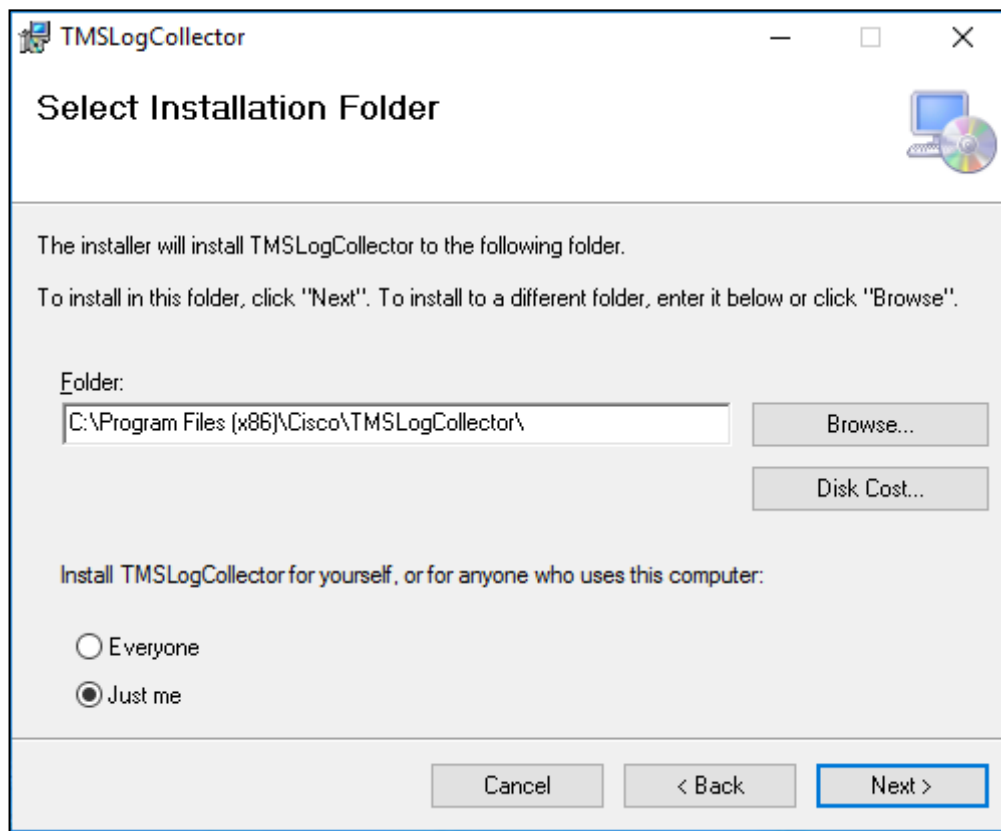 TMSLogCollector
Select Installation Folder
The installer will install TMSLogCollector to the following folder.
To install in this folder, click "Next". To install to a different folder, enter it below or click "Browse".
Folder:
C:\Program Files (x86)\Cisco\TMSLogCollector\
Browse...
Disk Cost...
Install TMSLogCollector for yourself, or for anyone who uses this computer:
Everyone
Just me
Cancel
< Back
Next >